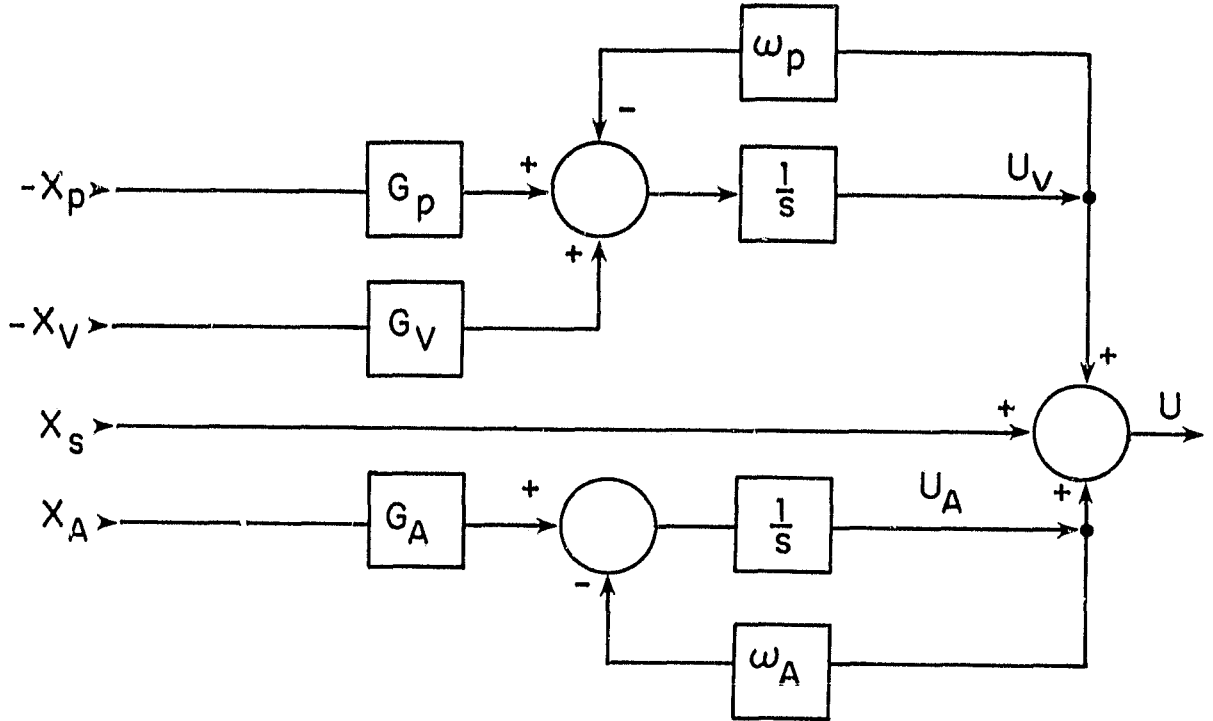 ωp
-
-Xp
Gp
+
1/s
UV
+
-XV
GV
+
Xs
+
U
XA
GA
+
1/s
UA
+
-
ωA